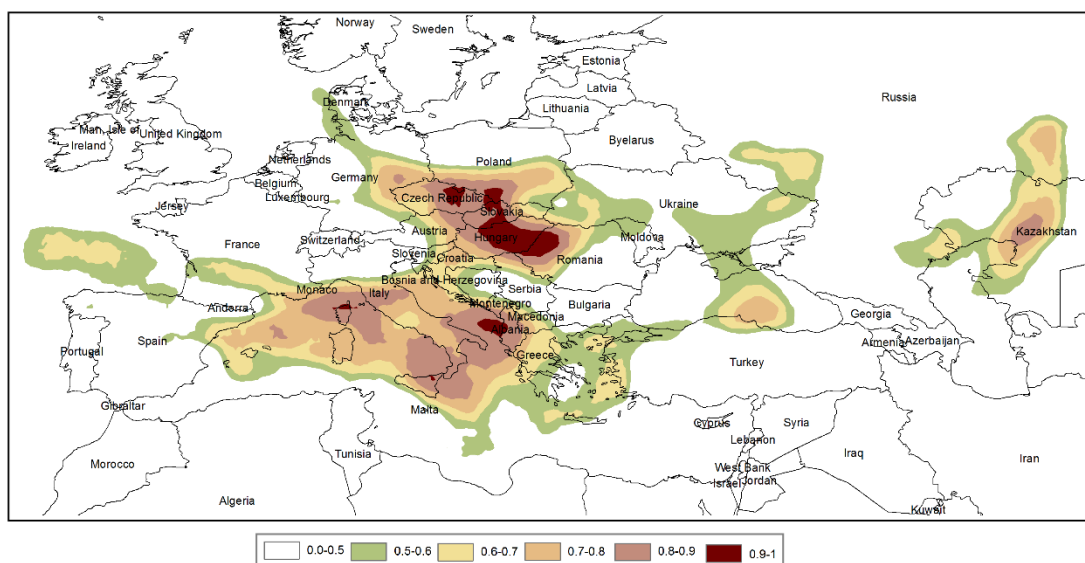 Norway
Sweden
Estonia
Latvia
Lithuania
Denmark
Russia
Man, Isle of
United Kingdom
Ireland
Byelarus
Netherlands
Poland
Germany
Belgium
Luxembourg
Czech Republic
Jersey
Ukraine
Slovakia
Kazakhstan
Austria
Hungary
Moldova
France
Switzerland
Slovenia
Croatia
Romania
Bosnia and Herzegovina
Monaco
Italy
Serbia
Andorra
Montenegro
Bulgaria
Macedonia
Georgia
Albania
Spain
Armenia
Azerbaijan
Portugal
Greece
Turkey
Gibraltar
Malta
Cyprus
Syria
Lebanon
Tunisia
Iraq
Iran
Morocco
West Bank
Israel
Jordan
Algeria
Kuwait
0.0-0.5
0.5-0.6
0.6-0.7
0.7-0.8
0.8-0.9
0.9-1